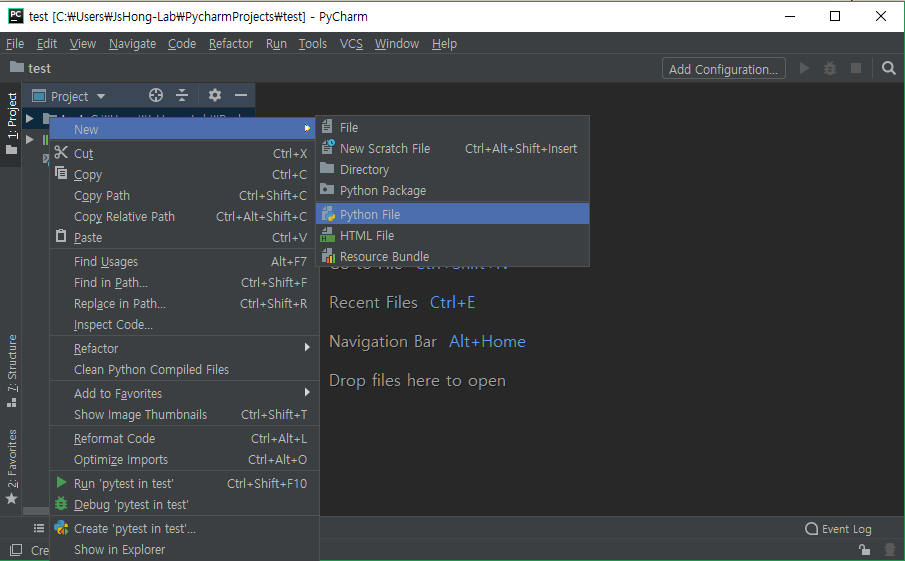 PC test [C:₩Users₩JsHong-Lab₩PycharmProjects₩test] - PyCharm
File Edit View Navigate Code Refactor Run Tools VCS Window Help
test Add Configuration...
1: Project
Project
New
Cut Ctrl+X
Copy Ctrl+C
Copy Path Ctrl+Shift+C
Copy Relative Path Ctrl+Alt+Shift+C
Paste Ctrl+V
Find Usages Alt+F7
Find in Path... Ctrl+Shift+F
Replace in Path... Ctrl+Shift+R
Inspect Code...
Refactor
Clean Python Compiled Files
Add to Favorites
Show Image Thumbnails Ctrl+Shift+T
Reformat Code Ctrl+Alt+L
Optimize Imports Ctrl+Alt+O
Run 'pytest in test' Ctrl+Shift+F10
Debug 'pytest in test'
Create 'pytest in test'...
Show in Explorer
File
New Scratch File Ctrl+Alt+Shift+Insert
Directory
Python Package
Python File
HTML File
Resource Bundle
Recent Files Ctrl+E
Navigation Bar Alt+Home
Drop files here to open
7: Structure
2: Favorites
Event Log
Cre